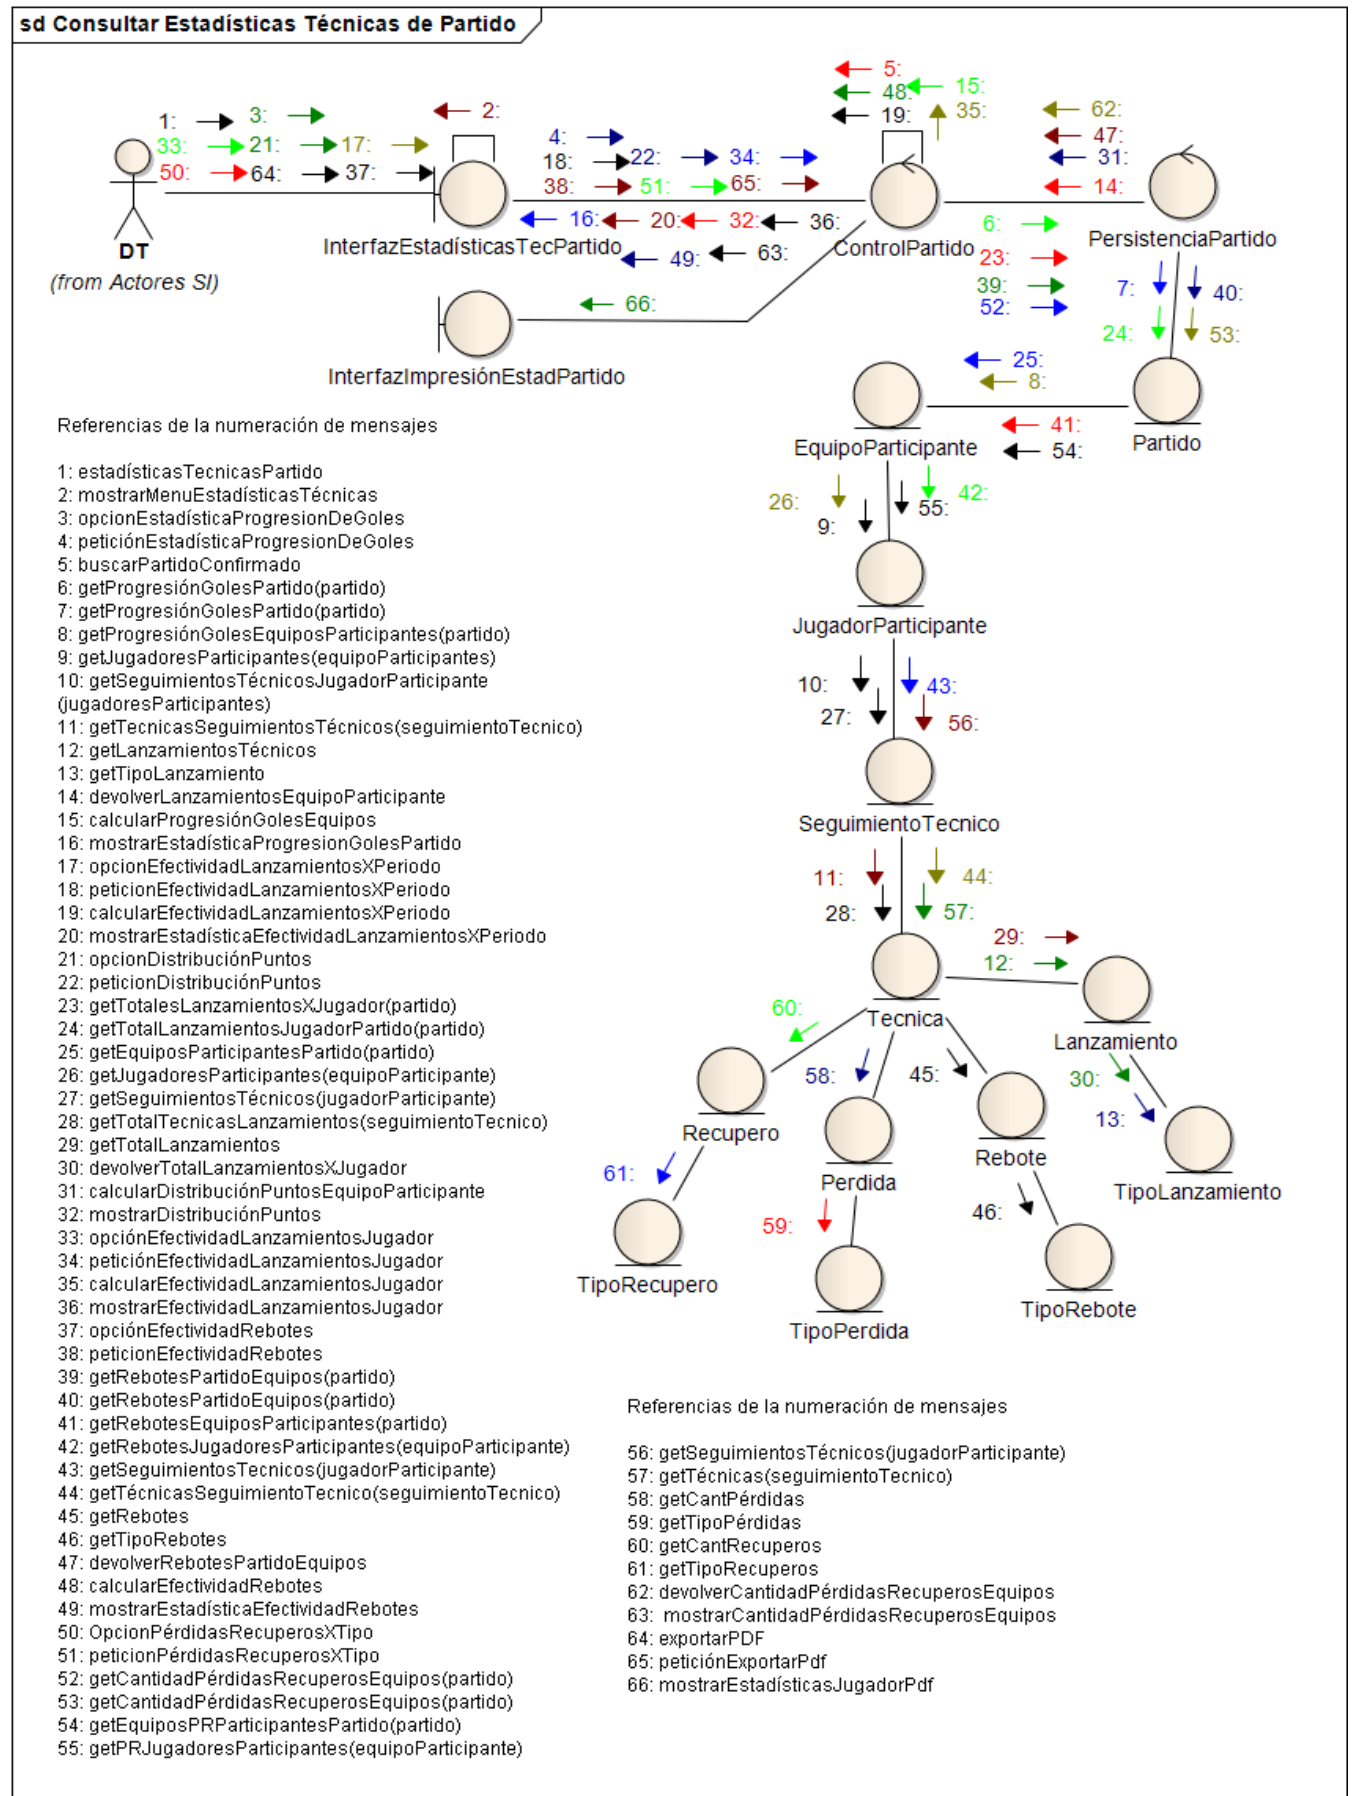 sd Consultar Estadísticas Técnicas de Partido
5:
48:
15:
19:
35:
62:
47:
31:
14:
1:
3:
2:
33:
21:
17:
50:
64:
37:
4:
18:
22:
34:
38:
51:
65:
DT
(from Actores SI)
InterfazEstadísticasTecPartido
16:
20:
32:
36:
49:
63:
ControlPartido
PersistenciaPartido
6:
23:
39:
52:
66:
InterfazImpresiónEstadPartido
7:
40:
24:
53:
25:
8:
41:
54:
EquipoParticipante
Partido
26:
9:
55:
42:
JugadorParticipante
10:
43:
27:
56:
SeguimientoTecnico
11:
44:
28:
57:
29:
12:
Tecnica
Lanzamiento
60:
58:
45:
30:
13:
Recupero
Perdida
Rebote
TipoLanzamiento
61:
59:
46:
TipoRecupero
TipoPerdida
TipoRebote
Referencias de la numeración de mensajes
1: estadísticasTecnicasPartido
2: mostrarMenuEstadísticasTécnicas
3: opcionEstadísticaProgresionDeGoles
4: peticiónEstadísticaProgresionDeGoles
5: buscarPartidoConfirmado
6: getProgresiónGolesPartido(partido)
7: getProgresiónGolesPartido(partido)
8: getProgresiónGolesEquiposParticipantes(partido)
9: getJugadoresParticipantes(equipoParticipantes)
10: getSeguimientosTécnicosJugadorParticipante
(jugadoresParticipantes)
11: getTecnicasSeguimientosTécnicos(seguimientoTecnico)
12: getLanzamientosTécnicos
13: getTipoLanzamiento
14: devolverLanzamientosEquipoParticipante
15: calcularProgresiónGolesEquipos
16: mostrarEstadísticaProgresionGolesPartido
17: opcionEfectividadLanzamientosXPeriodo
18: peticionEfectividadLanzamientosXPeriodo
19: calcularEfectividadLanzamientosXPeriodo
20: mostrarEstadísticaEfectividadLanzamientosXPeriodo
21: opcionDistribuciónPuntos
22: peticionDistribuciónPuntos
23: getTotalesLanzamientosXJugador(partido)
24: getTotalLanzamientosJugadorPartido(partido)
25: getEquiposParticipantesPartido(partido)
26: getJugadoresParticipantes(equipoParticipante)
27: getSeguimientosTécnicos(jugadorParticipante)
28: getTotalTecnicasLanzamientos(seguimientoTecnico)
29: getTotalLanzamientos
30: devolverTotalLanzamientosXJugador
31: calcularDistribuciónPuntosEquipoParticipante
32: mostrarDistribuciónPuntos
33: opciónEfectividadLanzamientosJugador
34: peticiónEfectividadLanzamientosJugador
35: calcularEfectividadLanzamientosJugador
36: mostrarEfectividadLanzamientosJugador
37: opciónEfectividadRebotes
38: peticionEfectividadRebotes
39: getRebotesPartidoEquipos(partido)
40: getRebotesPartidoEquipos(partido)
41: getRebotesEquiposParticipantes(partido)
42: getRebotesJugadoresParticipantes(equipoParticipante)
43: getSeguimientosTecnicos(jugadorParticipante)
44: getTécnicasSeguimientoTecnico(seguimientoTecnico)
45: getRebotes
46: getTipoRebotes
47: devolverRebotesPartidoEquipos
48: calcularEfectividadRebotes
49: mostrarEstadísticaEfectividadRebotes
50: OpcionPérdidasRecuperosXTipo
51: peticionPérdidasRecuperosXTipo
52: getCantidadPérdidasRecuperosEquipos(partido)
53: getCantidadPérdidasRecuperosEquipos(partido)
54: getEquiposPRParticipantesPartido(partido)
55: getPRJugadoresParticipantes(equipoParticipante)
Referencias de la numeración de mensajes
56: getSeguimientosTécnicos(jugadorParticipante)
57: getTécnicas(seguimientoTecnico)
58: getCantPérdidas
59: getTipoPérdidas
60: getCantRecuperos
61: getTipoRecuperos
62: devolverCantidadPérdidasRecuperosEquipos
63: mostrarCantidadPérdidasRecuperosEquipos
64: exportarPDF
65: peticiónExportarPdf
66: mostrarEstadísticasJugadorPdf